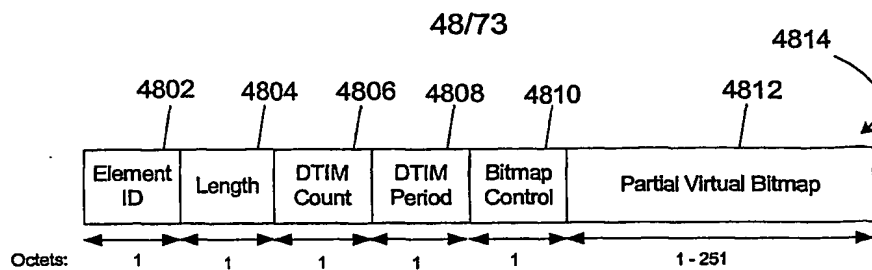 48/73
4814
4802 4804 4806 4808 4810 4812
Element ID Length DTIM Count DTIM Period Bitmap Control Partial Virtual Bitmap
Octets: 1 1 1 1 1 1 - 251